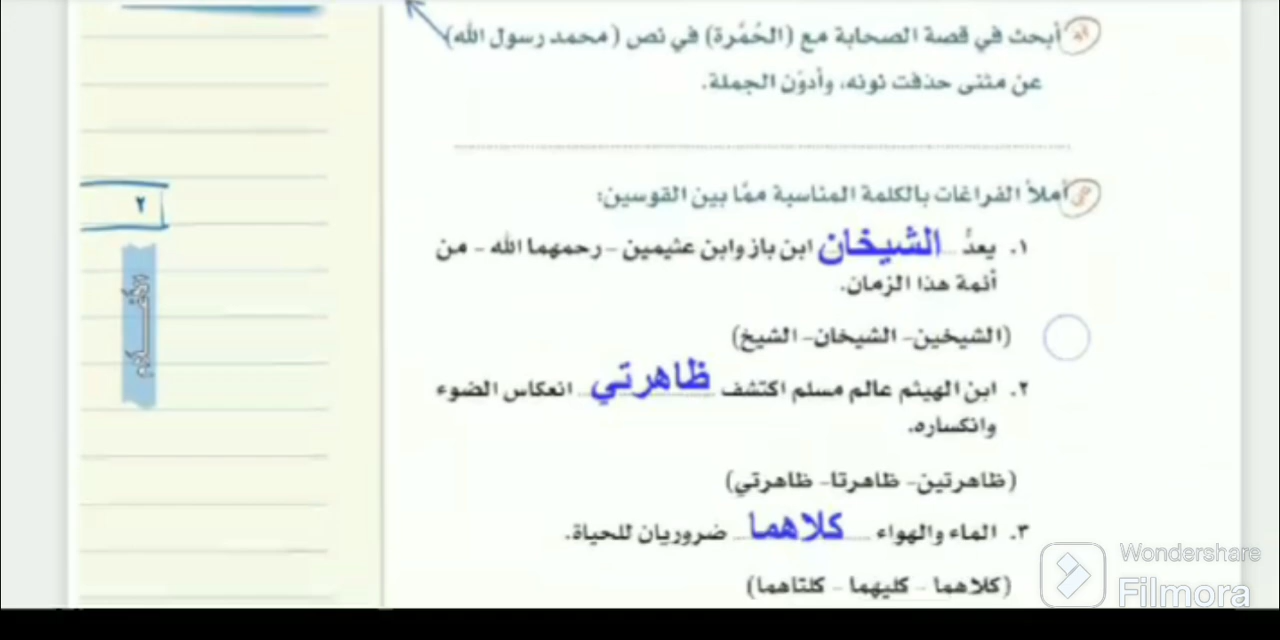 أبحث في قصة الصحابة مع (الحُمَّرة) في نص (محمد رسول الله)
عن مثنى حذفت نونه، وأدوّن الجملة.
أملأ الفراغات بالكلمة المناسبة ممّا بين القوسين:
١. يعدُّ الشيخان ابن باز وابن عثيمين - رحمهما الله - من
أئمة هذا الزمان.
(الشيخين- الشيخان- الشيخ)
٢. ابن الهيثم عالم مسلم اكتشف ظاهرتي انعكاس الضوء
وانكساره.
(ظاهرتين- ظاهرتا- ظاهرتي)
٣. الماء والهواء كلاهما ضروريان للحياة.
(كلاهما - كليهما - كلتاهما)
٢
Wondershare
Filmora